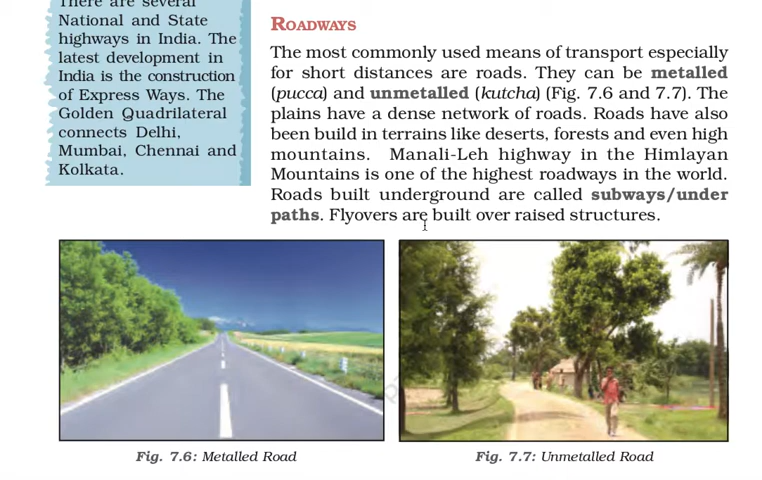 There are several
National and State
highways in India. The
latest development in
India is the construction
of Express Ways. The
Golden Quadrilateral
connects Delhi,
Mumbai, Chennai and
Kolkata.
ROADWAYS
The most commonly used means of transport especially
for short distances are roads. They can be metalled
(pucca) and unmetalled (kutcha) (Fig. 7.6 and 7.7). The
plains have a dense network of roads. Roads have also
been build in terrains like deserts, forests and even high
mountains. Manali-Leh highway in the Himlayan
Mountains is one of the highest roadways in the world.
Roads built underground are called subways/under
paths. Flyovers are built over raised structures.
Fig. 7.6: Metalled Road
Fig. 7.7: Unmetalled Road